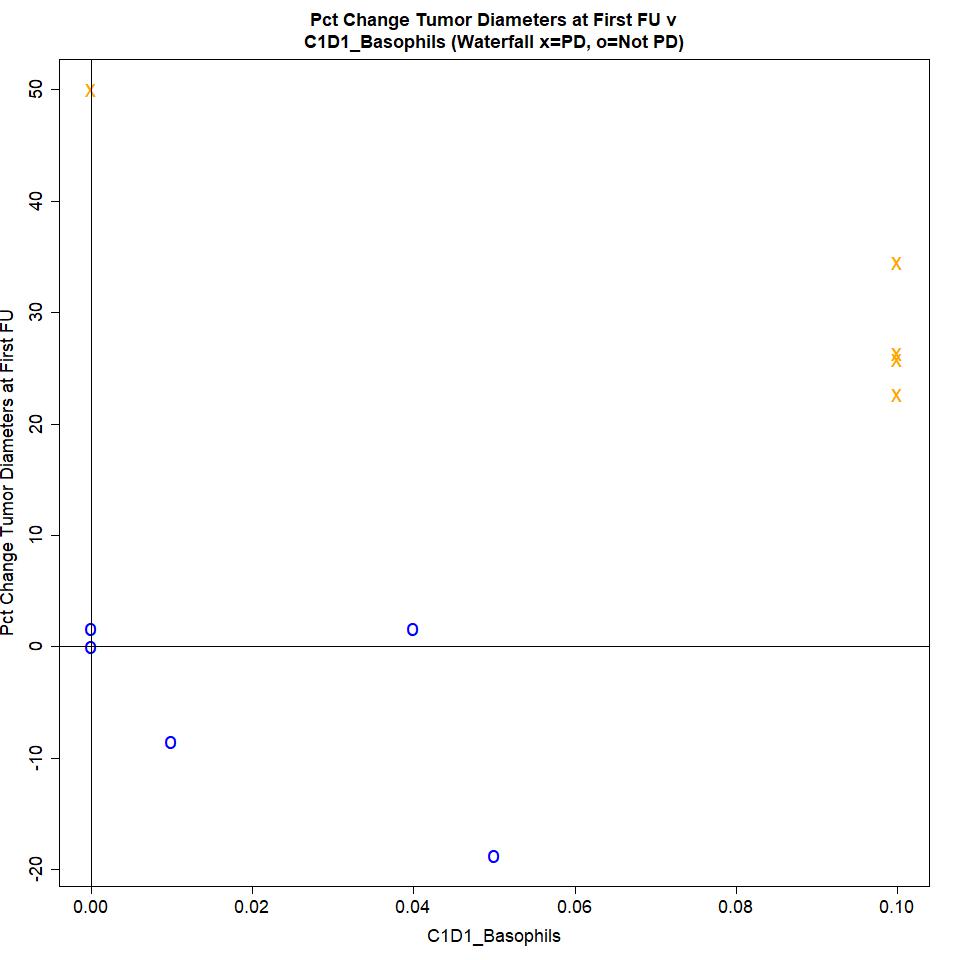 Pct Change Tumor Diameters at First FU v
C1D1_Basophils (Waterfall x=PD, o=Not PD)
Pct Change Tumor Diameters at First FU
50
40
30
20
10
0
-10
-20
X
X
X
X
X
O
O
O
O
O
0.00
0.02
0.04
0.06
0.08
0.10
C1D1_Basophils